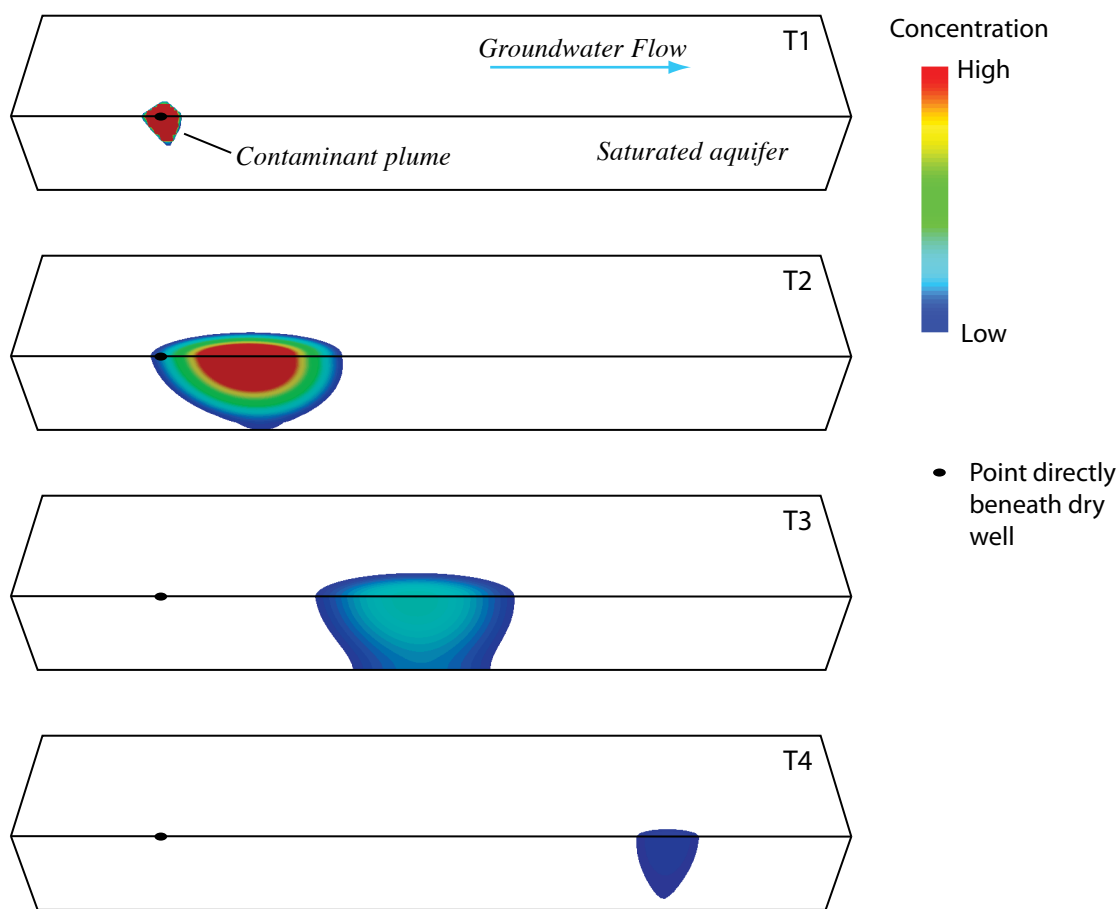 T1
Groundwater Flow
Contaminant plume
Saturated aquifer
Concentration
High
Low
T2
Point directly
beneath dry
well
T3
T4